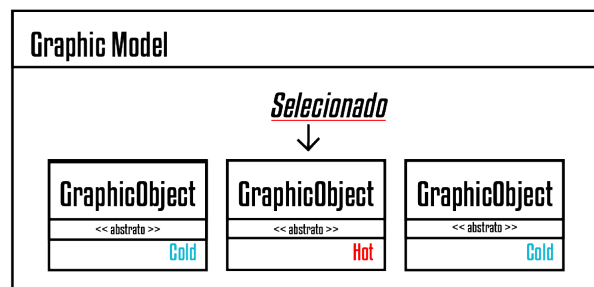 Graphic Model
Selecionado
GraphicObject GraphicObject GraphicObject
<< abstrato >> << abstrato >> << abstrato >>
Cold Hot Cold